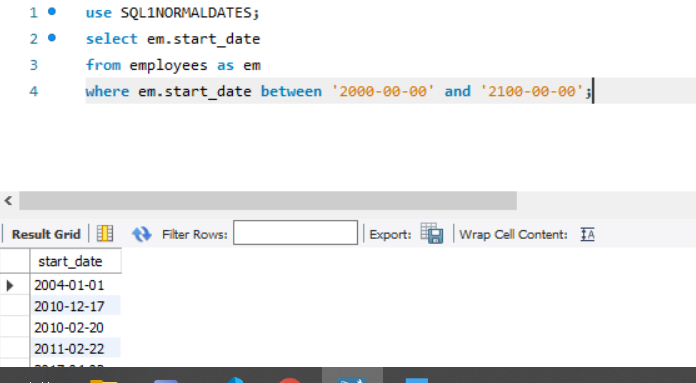 1 use SQL1NORMALDATES;
2 select em.start_date
3 from employees as em
4 where em.start_date between '2000-00-00' and '2100-00-00';
Result Grid Filter Rows: Export: Wrap Cell Content:
start_date
2004-01-01
2010-12-17
2010-02-20
2011-02-22